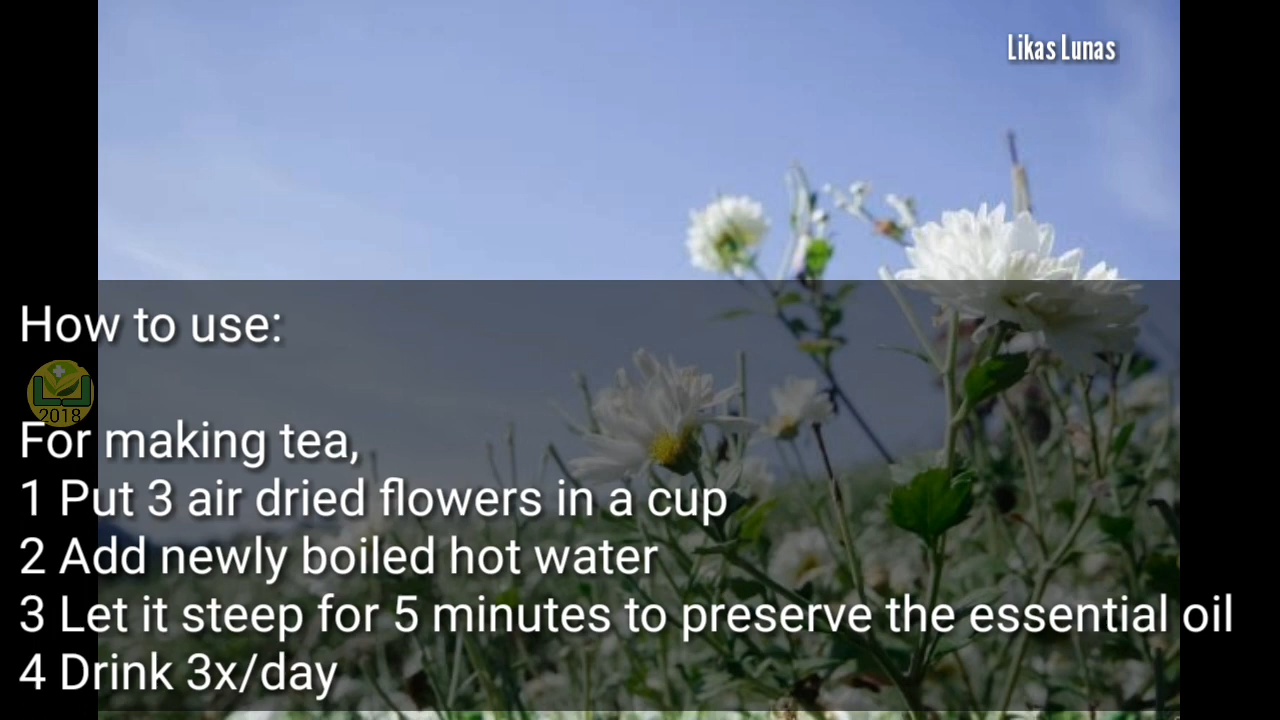 Likas Lunas
How to use:
2018
For making tea,
1 Put 3 air dried flowers in a cup
2 Add newly boiled hot water
3 Let it steep for 5 minutes to preserve the essential oil
4 Drink 3x/day